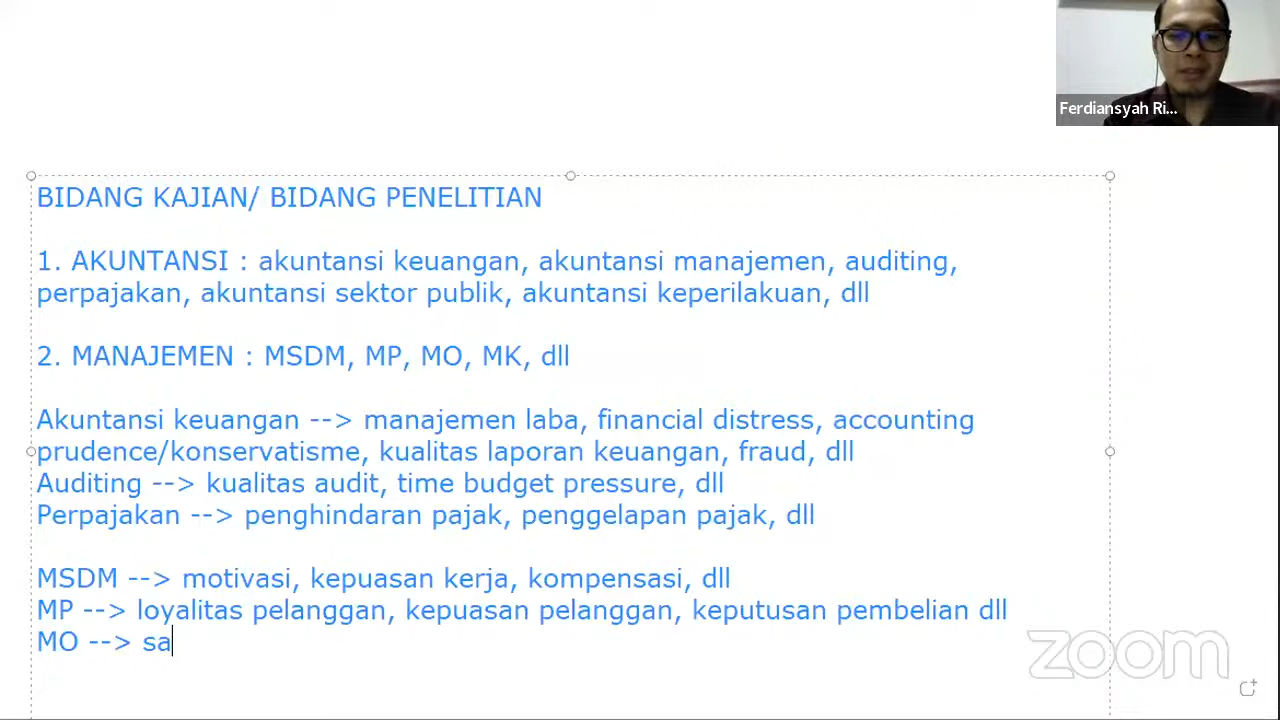 Ferdiansyah Ri...
BIDANG KAJIAN/ BIDANG PENELITIAN
1. AKUNTANSI : akuntansi keuangan, akuntansi manajemen, auditing,
perpajakan, akuntansi sektor publik, akuntansi keperilakuan, dll
2. MANAJEMEN : MSDM, MP, MO, MK, dll
Akuntansi keuangan --> manajemen laba, financial distress, accounting
prudence/konservatisme, kualitas laporan keuangan, fraud, dll
Auditing --> kualitas audit, time budget pressure, dll
Perpajakan --> penghindaran pajak, penggelapan pajak, dll
MSDM --> motivasi, kepuasan kerja, kompensasi, dll
MP --> loyalitas pelanggan, kepuasan pelanggan, keputusan pembelian dll
MO --> sa
zoom